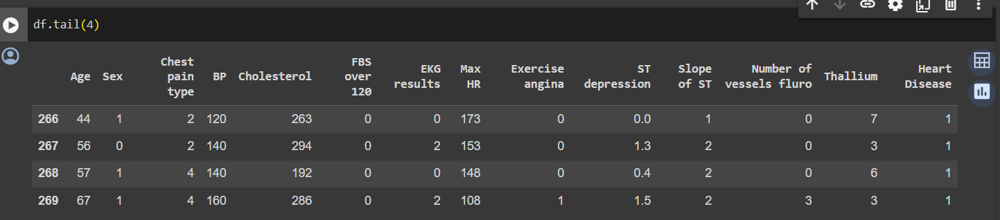 df.tail(4)
Age Sex Chest pain type BP Cholesterol FBS over 120 EKG results Max HR Exercise angina ST depression Slope of ST Number of vessels fluro Thallium Heart Disease
266 44 1 2 120 263 0 0 173 0 0.0 1 0 7 1
267 56 0 2 140 294 0 2 153 0 1.3 2 0 3 1
268 57 1 4 140 192 0 0 148 0 0.4 2 0 6 1
269 67 1 4 160 286 0 2 108 1 1.5 2 3 3 1